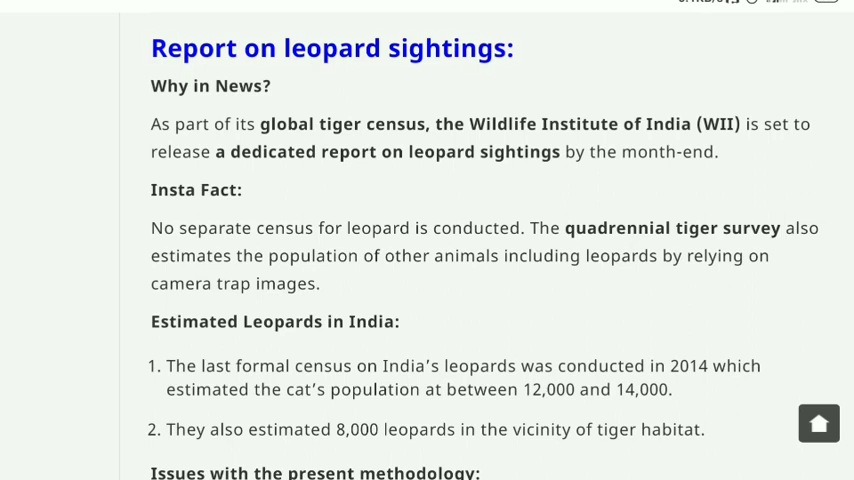 Report on leopard sightings:
Why in News?
As part of its global tiger census, the Wildlife Institute of India (WII) is set to
release a dedicated report on leopard sightings by the month-end.
Insta Fact:
No separate census for leopard is conducted. The quadrennial tiger survey also
estimates the population of other animals including leopards by relying on
camera trap images.
Estimated Leopards in India:
1. The last formal census on India’s leopards was conducted in 2014 which
estimated the cat’s population at between 12,000 and 14,000.
2. They also estimated 8,000 leopards in the vicinity of tiger habitat.
Issues with the present methodology: